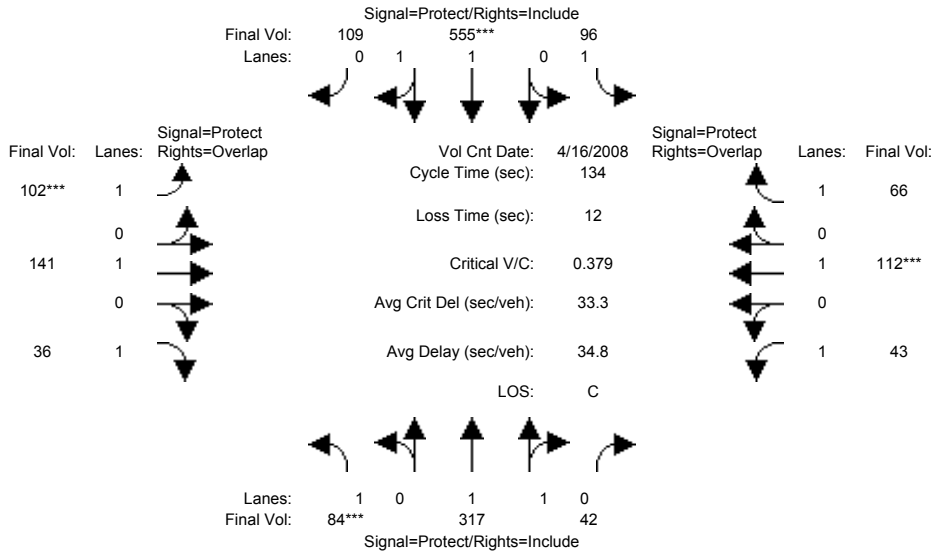 Signal=Protect/Rights=Include
Final Vol: 109 555*** 96
Lanes: 0 1 1 0 1
Signal=Protect
Final Vol: Lanes: Rights=Overlap
Vol Cnt Date: 4/16/2008
Signal=Protect
Rights=Overlap Lanes: Final Vol:
Cycle Time (sec): 134
102*** 1
1 66
Loss Time (sec): 12
0
0
141 1
Critical V/C: 0.379
1 112***
0
Avg Crit Del (sec/veh): 33.3
0
36 1
Avg Delay (sec/veh): 34.8
1 43
LOS: C
Lanes: 1 0 1 1 0
Final Vol: 84*** 317 42
Signal=Protect/Rights=Include